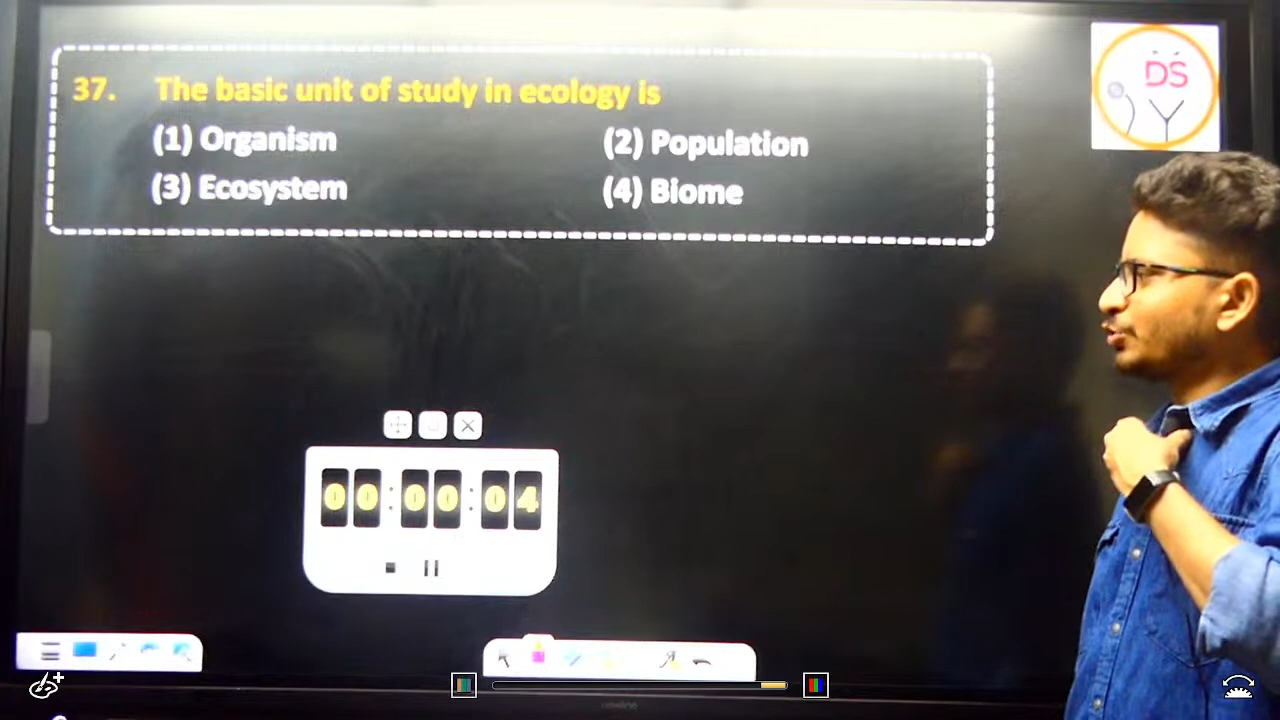 37. The basic unit of study in ecology is
(1) Organism (2) Population
(3) Ecosystem (4) Biome
DS
00:00:04